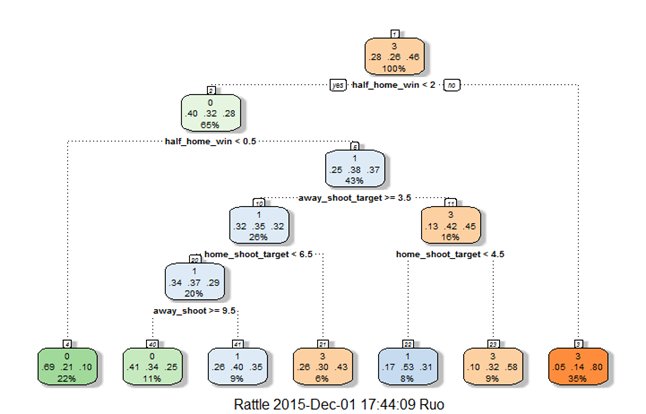 1
3
.28 .26 .46
100%
yes half_home_win < 2 no
2
0
.40 .32 .28
65%
half_home_win < 0.5
5
1
.25 .38 .37
43%
away_shoot_target >= 3.5
10
1
.32 .35 .32
26%
11
3
.13 .42 .45
16%
home_shoot_target < 6.5
home_shoot_target < 4.5
20
1
.34 .37 .29
20%
away_shoot >= 9.5
4
0
.69 .21 .10
22%
40
0
.41 .34 .25
11%
41
1
.26 .40 .35
9%
21
3
.26 .30 .43
6%
22
1
.17 .53 .31
8%
23
3
.10 .32 .58
9%
3
3
.05 .14 .80
35%
Rattle 2015-Dec-01 17:44:09 Ruo